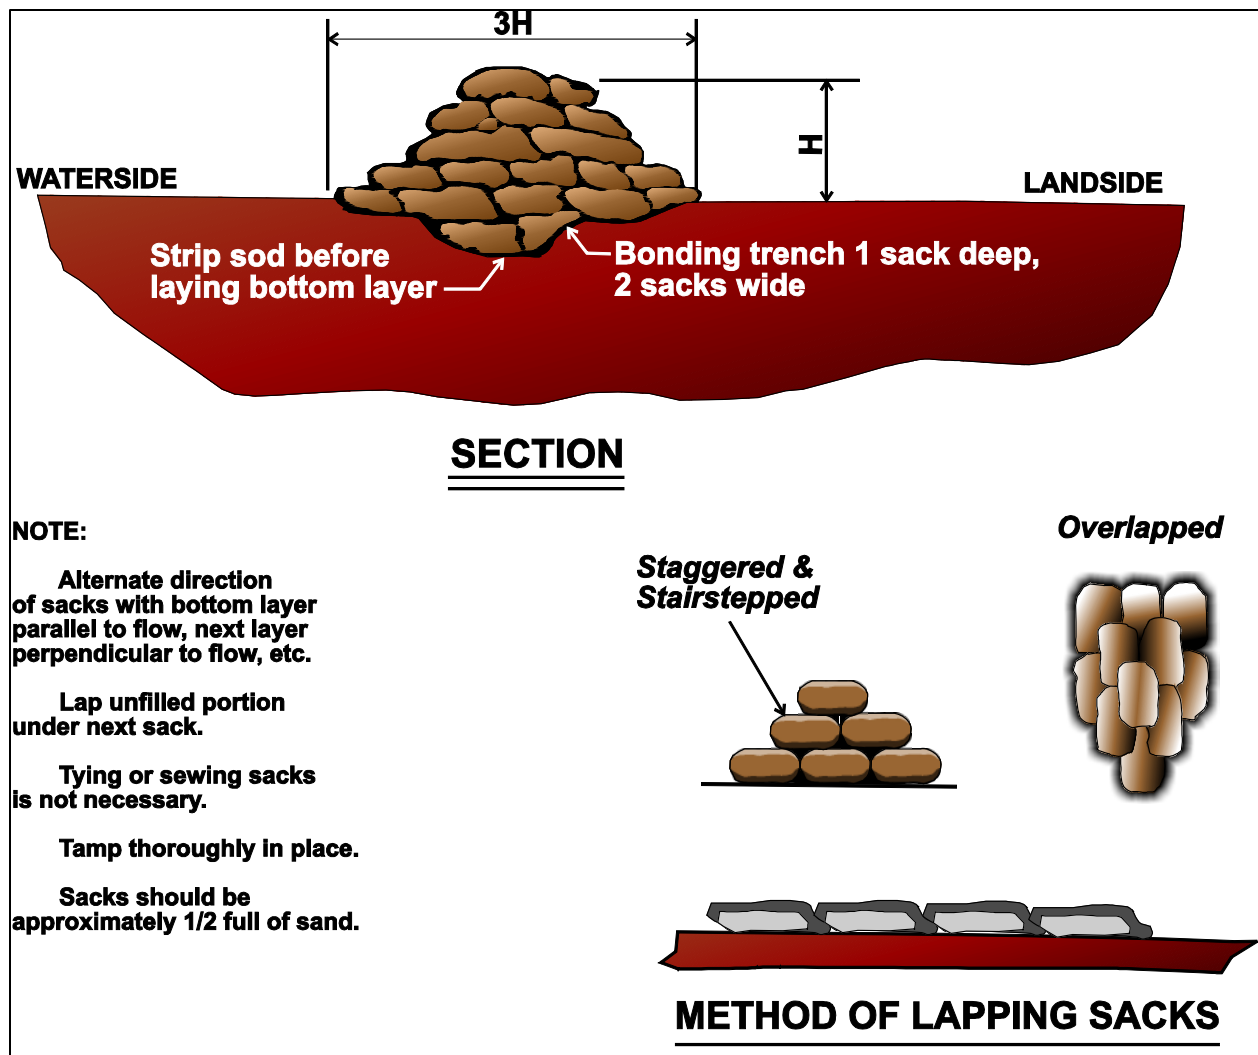 3H
H
WATERSIDE
LANDSIDE
Strip sod before
laying bottom layer
Bonding trench 1 sack deep,
2 sacks wide
SECTION
NOTE:
Alternate direction
of sacks with bottom layer
parallel to flow, next layer
perpendicular to flow, etc.
Lap unfilled portion
under next sack.
Tying or sewing sacks
is not necessary.
Tamp thoroughly in place.
Sacks should be
approximately 1/2 full of sand.
Staggered &
Stairstepped
Overlapped
METHOD OF LAPPING SACKS